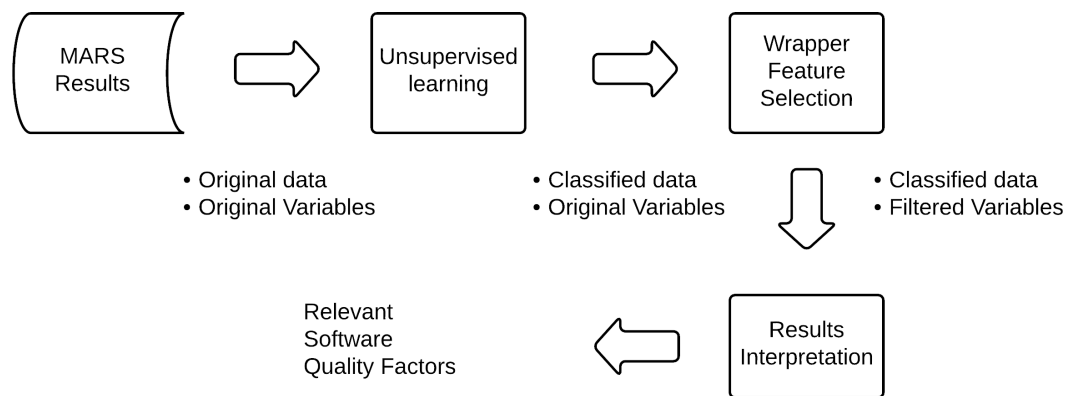 MARS
Results
Unsupervised
learning
Wrapper
Feature
Selection
• Original data
• Original Variables
• Classified data
• Original Variables
• Classified data
• Filtered Variables
Relevant
Software
Quality Factors
Results
Interpretation